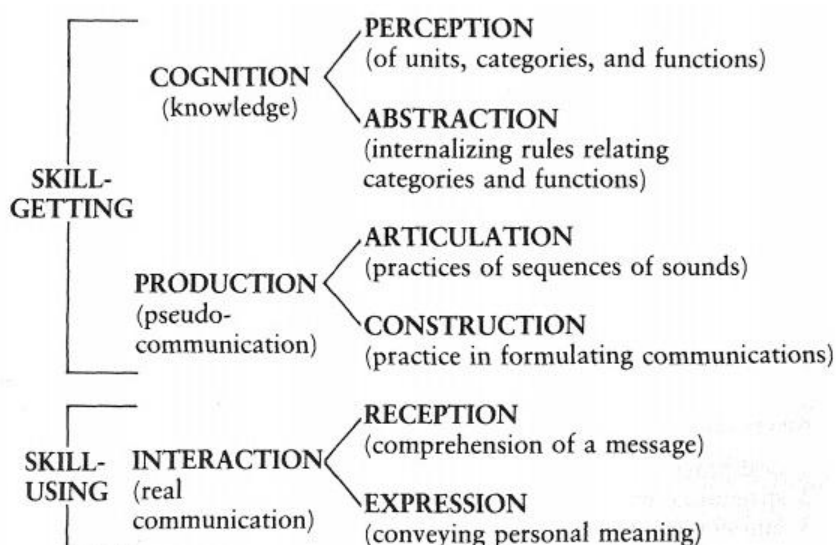 PERCEPTION
(of units, categories, and functions)
COGNITION
(knowledge)
ABSTRACTION
(internalizing rules relating
categories and functions)
SKILL-
GETTING
ARTICULATION
(practices of sequences of sounds)
PRODUCTION
(pseudo-
communication)
CONSTRUCTION
(practice in formulating communications)
RECEPTION
(comprehension of a message)
SKILL-
USING
INTERACTION
(real
communication)
EXPRESSION
(conveying personal meaning)